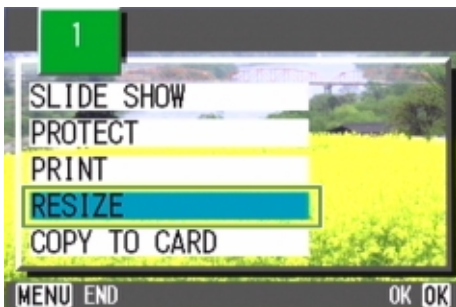 1
SLIDE SHOW
PROTECT
PRINT
RESIZE
COPY TO CARD
MENU END OK OK